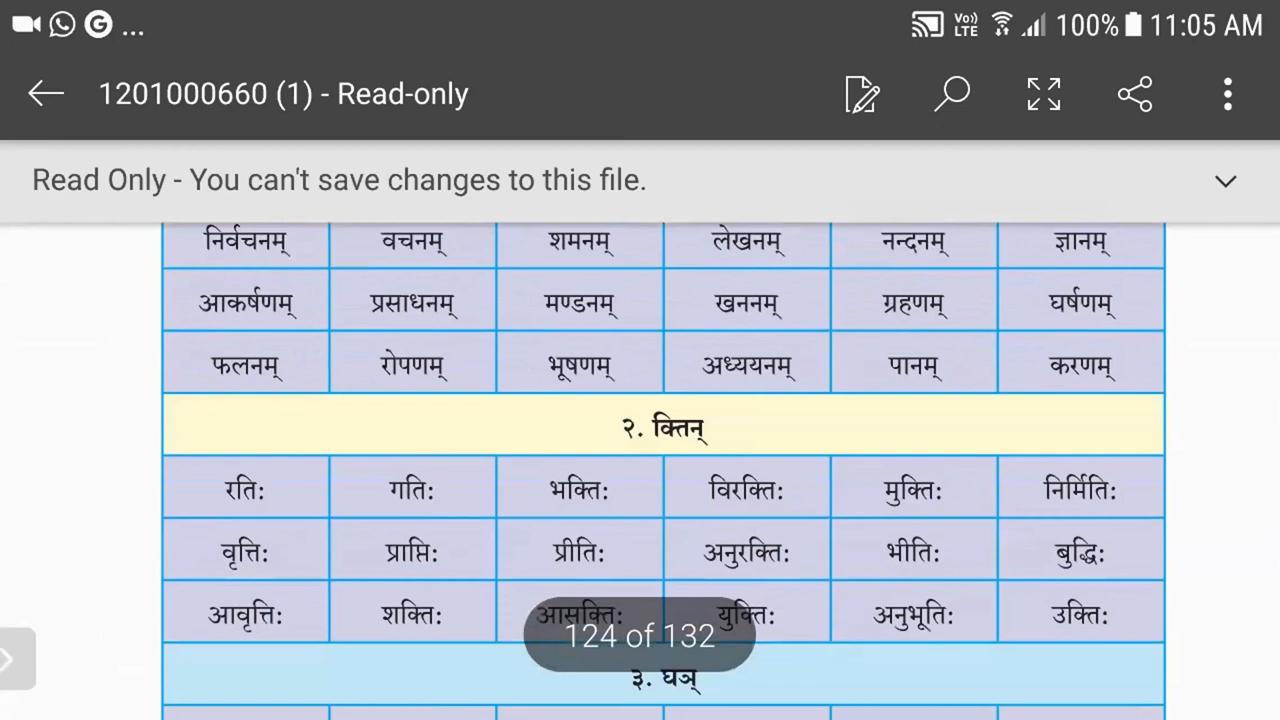 ... Vo) LTE 100% 11:05 AM
1201000660 (1) - Read-only
Read Only - You can't save changes to this file.
निर्वचनम् वचनम् शमनम् लेखनम् नन्दनम् ज्ञानम्
आकर्षणम् प्रसाधनम् मण्डनम् खननम् ग्रहणम् घर्षणम्
फलनम् रोपणम् भूषणम् अध्ययनम् पानम् करणम्
२. क्तिन्
रति: गति: भक्ति: विरक्ति: मुक्ति: निर्मिति:
वृत्ति: प्राप्ति: प्रीति: अनुरक्ति: भीति: बुद्धि:
आवृत्ति: शक्ति: आसक्ति: युक्ति: अनुभूति: उक्ति:
124 of 132
३. घञ्